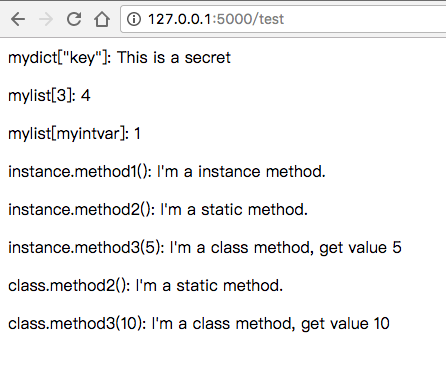 127.0.0.1:5000/test
mydict["key"]: This is a secret
mylist[3]: 4
mylist[myintvar]: 1
instance.method1(): I'm a instance method.
instance.method2(): I'm a static method.
instance.method3(5): I'm a class method, get value 5
class.method2(): I'm a static method.
class.method3(10): I'm a class method, get value 10